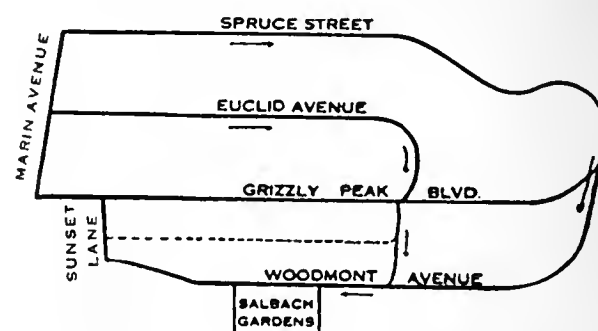 SPRUCE STREET
MARIN AVENUE
EUCLID AVENUE
GRIZZLY PEAK BLVD.
SUNSET
LANE
WOODMONT AVENUE
SALBACH
GARDENS